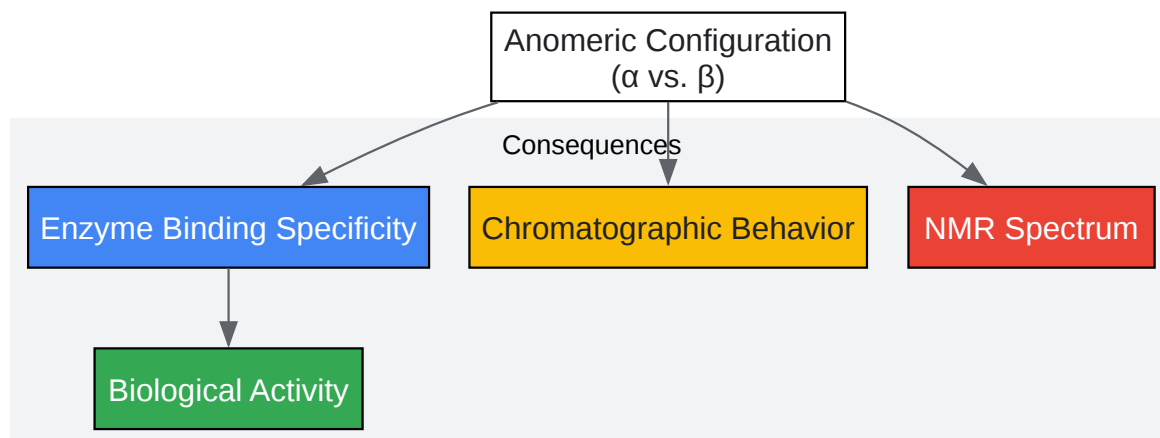 Anomeric Configuration
(α vs. β)
Consequences
Enzyme Binding Specificity
Chromatographic Behavior
NMR Spectrum
Biological Activity